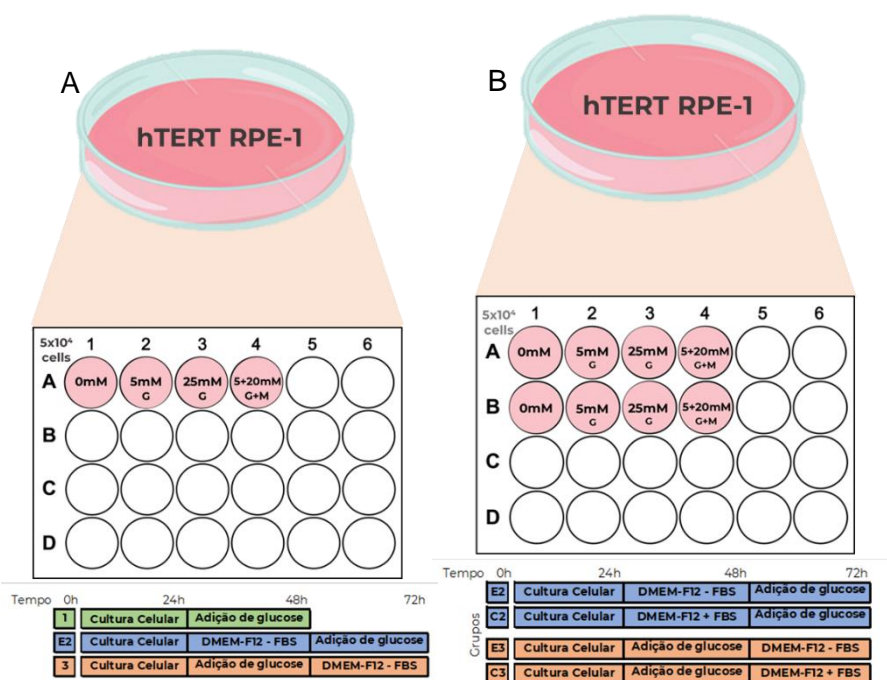 A
hTERT RPE-1
5x10⁴ cells
1 2 3 4 5 6
A 0mM 5mM G 25mM G 5+20mM G+M
B
C
D
Tempo 0h 24h 48h 72h
1 Cultura Celular Adição de glucose
E2 Cultura Celular DMEM-F12 - FBS Adição de glucose
3 Cultura Celular Adição de glucose DMEM-F12 - FBS
B
hTERT RPE-1
5x10⁴ cells
1 2 3 4 5 6
A 0mM 5mM G 25mM G 5+20mM G+M
B 0mM 5mM G 25mM G 5+20mM G+M
C
D
Tempo 0h 24h 48h 72h
Grupos
E2 Cultura Celular DMEM-F12 - FBS Adição de glucose
C2 Cultura Celular DMEM-F12 + FBS Adição de glucose
E3 Cultura Celular Adição de glucose DMEM-F12 - FBS
C3 Cultura Celular Adição de glucose DMEM-F12 + FBS